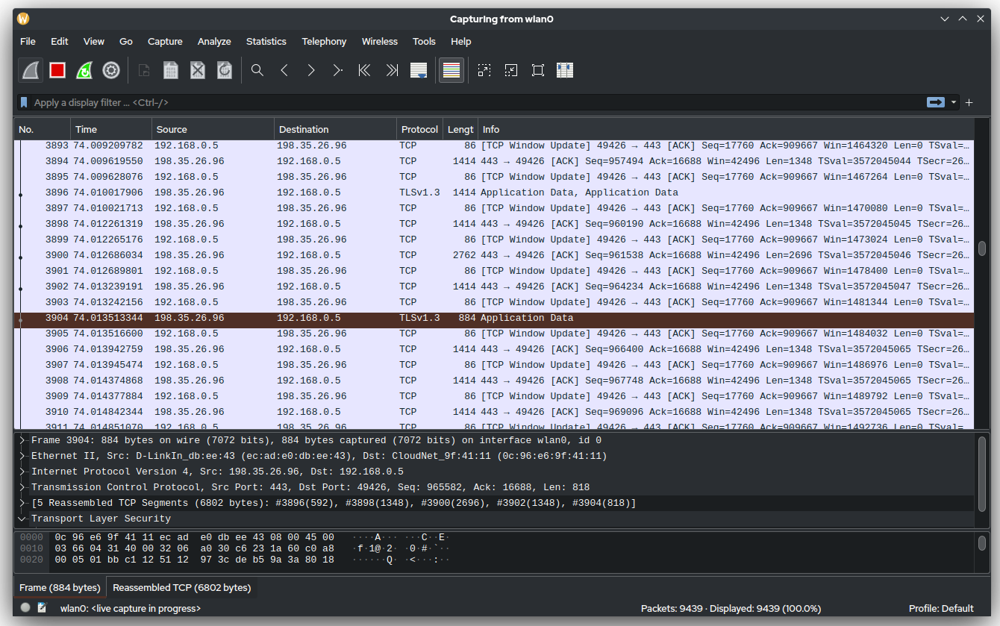 Capturing from wlan0
File Edit View Go Capture Analyze Statistics Telephony Wireless Tools Help
Apply a display filter ... <Ctrl-/>
No. Time Source Destination Protocol Lengt Info
3893 74.009209782 192.168.0.5 198.35.26.96 TCP 86 [TCP Window Update] 49426 → 443 [ACK] Seq=17760 Ack=909667 Win=1464320 Len=0 TSval=…
3894 74.009619550 198.35.26.96 192.168.0.5 TCP 1414 443 → 49426 [ACK] Seq=957494 Ack=16688 Win=42496 Len=1348 TSval=3572045044 TSecr=26…
3895 74.009628076 192.168.0.5 198.35.26.96 TCP 86 [TCP Window Update] 49426 → 443 [ACK] Seq=17760 Ack=909667 Win=1467264 Len=0 TSval=…
3896 74.010017906 198.35.26.96 192.168.0.5 TLSv1.3 1414 Application Data, Application Data
3897 74.010021713 192.168.0.5 198.35.26.96 TCP 86 [TCP Window Update] 49426 → 443 [ACK] Seq=17760 Ack=909667 Win=1470080 Len=0 TSval=…
3898 74.012261319 198.35.26.96 192.168.0.5 TCP 1414 443 → 49426 [ACK] Seq=960190 Ack=16688 Win=42496 Len=1348 TSval=3572045045 TSecr=26…
3899 74.012265176 192.168.0.5 198.35.26.96 TCP 86 [TCP Window Update] 49426 → 443 [ACK] Seq=17760 Ack=909667 Win=1473024 Len=0 TSval=…
3900 74.012686034 198.35.26.96 192.168.0.5 TCP 2762 443 → 49426 [ACK] Seq=961538 Ack=16688 Win=42496 Len=2696 TSval=3572045046 TSecr=26…
3901 74.012689801 192.168.0.5 198.35.26.96 TCP 86 [TCP Window Update] 49426 → 443 [ACK] Seq=17760 Ack=909667 Win=1478400 Len=0 TSval=…
3902 74.013239191 198.35.26.96 192.168.0.5 TCP 1414 443 → 49426 [ACK] Seq=964234 Ack=16688 Win=42496 Len=1348 TSval=3572045047 TSecr=26…
3903 74.013242156 192.168.0.5 198.35.26.96 TCP 86 [TCP Window Update] 49426 → 443 [ACK] Seq=17760 Ack=909667 Win=1481344 Len=0 TSval=…
3904 74.013513344 198.35.26.96 192.168.0.5 TLSv1.3 884 Application Data
3905 74.013516600 192.168.0.5 198.35.26.96 TCP 86 [TCP Window Update] 49426 → 443 [ACK] Seq=17760 Ack=909667 Win=1484032 Len=0 TSval=…
3906 74.013942759 198.35.26.96 192.168.0.5 TCP 1414 443 → 49426 [ACK] Seq=966400 Ack=16688 Win=42496 Len=1348 TSval=3572045065 TSecr=26…
3907 74.013945474 192.168.0.5 198.35.26.96 TCP 86 [TCP Window Update] 49426 → 443 [ACK] Seq=17760 Ack=909667 Win=1486976 Len=0 TSval=…
3908 74.014374868 198.35.26.96 192.168.0.5 TCP 1414 443 → 49426 [ACK] Seq=967748 Ack=16688 Win=42496 Len=1348 TSval=3572045065 TSecr=26…
3909 74.014377884 192.168.0.5 198.35.26.96 TCP 86 [TCP Window Update] 49426 → 443 [ACK] Seq=17760 Ack=909667 Win=1489792 Len=0 TSval=…
3910 74.014842344 198.35.26.96 192.168.0.5 TCP 1414 443 → 49426 [ACK] Seq=969096 Ack=16688 Win=42496 Len=1348 TSval=3572045065 TSecr=26…
3911 74.014851070 192.168.0.5 198.35.26.96 TCP 86 [TCP Window Update] 49426 → 443 [ACK] Seq=17760 Ack=909667 Win=1492736 Len=0 TSval=…
Frame 3904: 884 bytes on wire (7072 bits), 884 bytes captured (7072 bits) on interface wlan0, id 0
Ethernet II, Src: D-LinkIn_db:ee:43 (ec:ad:e0:db:ee:43), Dst: CloudNet_9f:41:11 (0c:96:e6:9f:41:11)
Internet Protocol Version 4, Src: 198.35.26.96, Dst: 192.168.0.5
Transmission Control Protocol, Src Port: 443, Dst Port: 49426, Seq: 965582, Ack: 16688, Len: 818
[5 Reassembled TCP Segments (6802 bytes): #3896(592), #3898(1348), #3900(2696), #3902(1348), #3904(818)]
Transport Layer Security
0000 0c 96 e6 9f 41 11 ec ad e0 db ee 43 08 00 45 00 ····A··· ···C··E·
0010 03 66 04 31 40 00 32 06 a0 30 c6 23 1a 60 c0 a8 ·f·1@·2· ·0·#·`··
0020 00 05 01 bb c1 12 51 12 97 3c de b5 9a 3a 80 18 ······Q· ·<···:··
Frame (884 bytes) Reassembled TCP (6802 bytes)
wlan0: <live capture in progress> Packets: 9439 · Displayed: 9439 (100.0%) Profile: Default